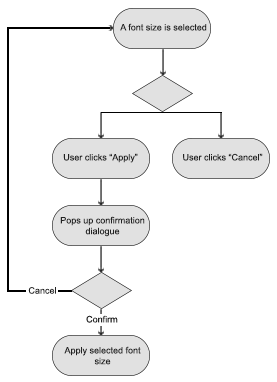 A font size is selected
User clicks "Apply"
User clicks "Cancel"
Pops up confirmation
dialogue
Cancel
Confirm
Apply selected font
size